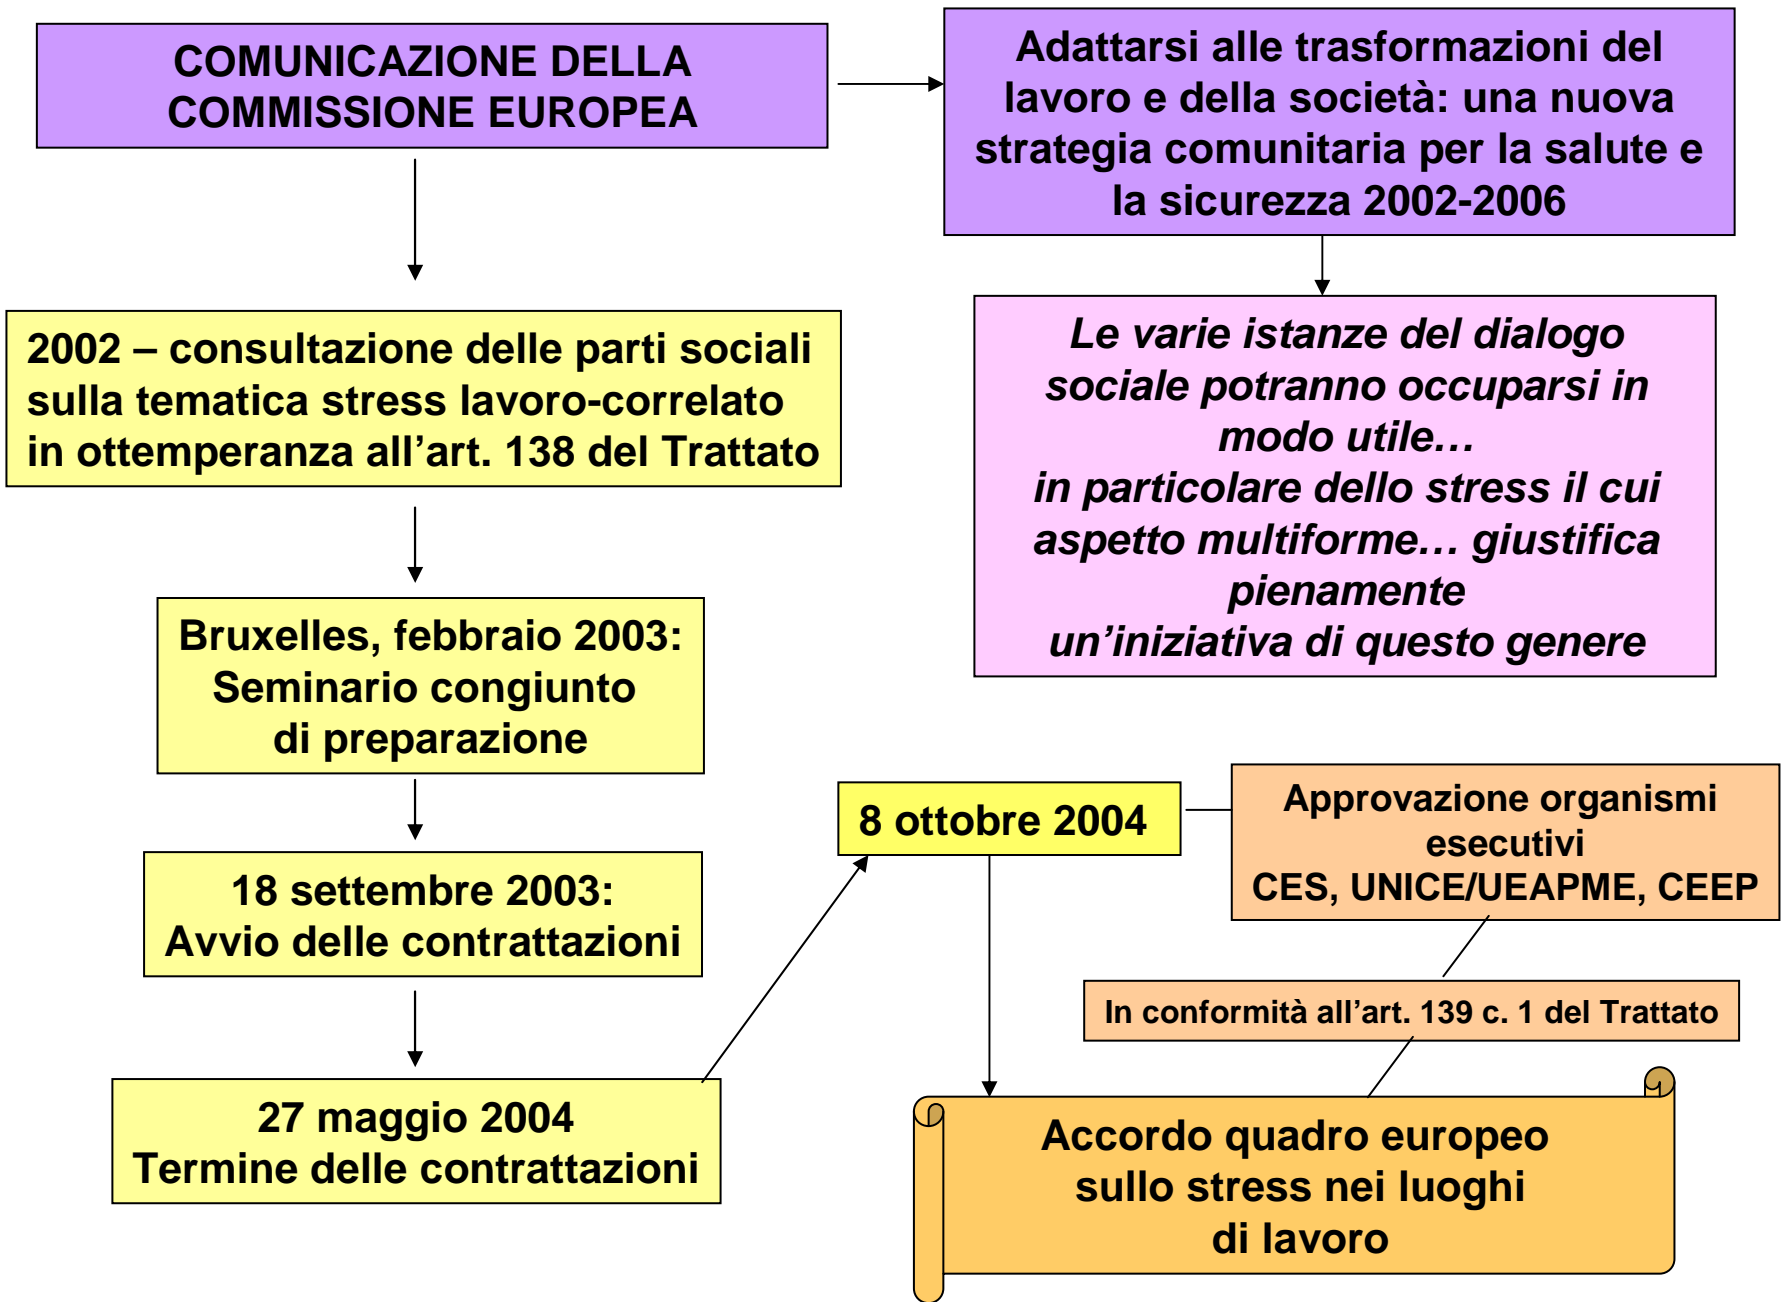 COMUNICAZIONE DELLA
COMMISSIONE EUROPEA
Adattarsi alle trasformazioni del
lavoro e della società: una nuova
strategia comunitaria per la salute e
la sicurezza 2002-2006
2002 – consultazione delle parti sociali
sulla tematica stress lavoro-correlato
in ottemperanza all’art. 138 del Trattato
Le varie istanze del dialogo
sociale potranno occuparsi in
modo utile…
in particolare dello stress il cui
aspetto multiforme… giustifica
pienamente
un’iniziativa di questo genere
Bruxelles, febbraio 2003:
Seminario congiunto
di preparazione
18 settembre 2003:
Avvio delle contrattazioni
27 maggio 2004
Termine delle contrattazioni
8 ottobre 2004
Approvazione organismi
esecutivi
CES, UNICE/UEAPME, CEEP
In conformità all’art. 139 c. 1 del Trattato
Accordo quadro europeo
sullo stress nei luoghi
di lavoro